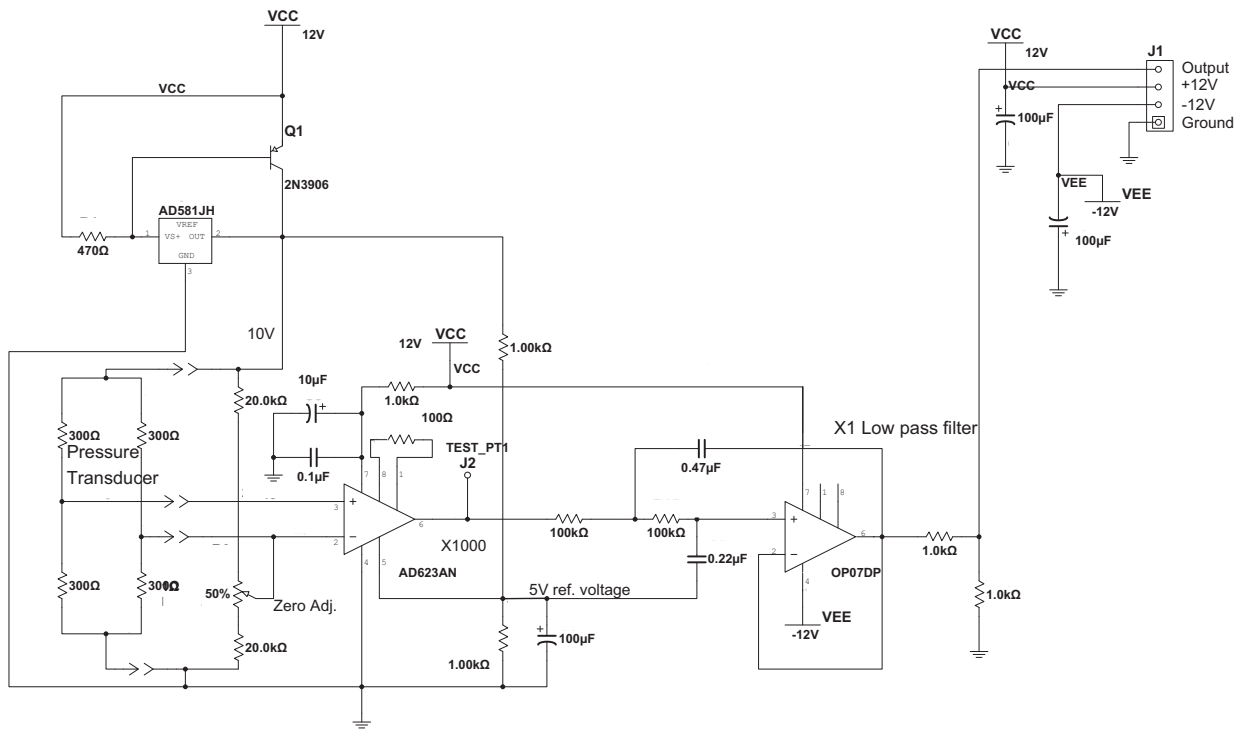 VCC
12V
VCC
Q1
2N3906
AD581JH
VREF
VS+ OUT
GND
1
2
3
470Ω
10V
VCC
12V
VCC
J1
Output
+12V
-12V
Ground
100µF
VEE
VEE
-12V
100µF
1.00kΩ
12V
VCC
VCC
10µF
1.0kΩ
100Ω
20.0kΩ
0.1µF
300Ω
300Ω
Pressure
Transducer
TEST_PT1
J2
7
8
1
3
2
6
4
5
X1000
AD623AN
X1 Low pass filter
0.47µF
100kΩ
100kΩ
0.22µF
7
1
8
3
2
6
4
OP07DP
1.0kΩ
1.0kΩ
300Ω
300Ω
50%
Zero Adj.
5V ref. voltage
VEE
-12V
20.0kΩ
1.00kΩ
100µF